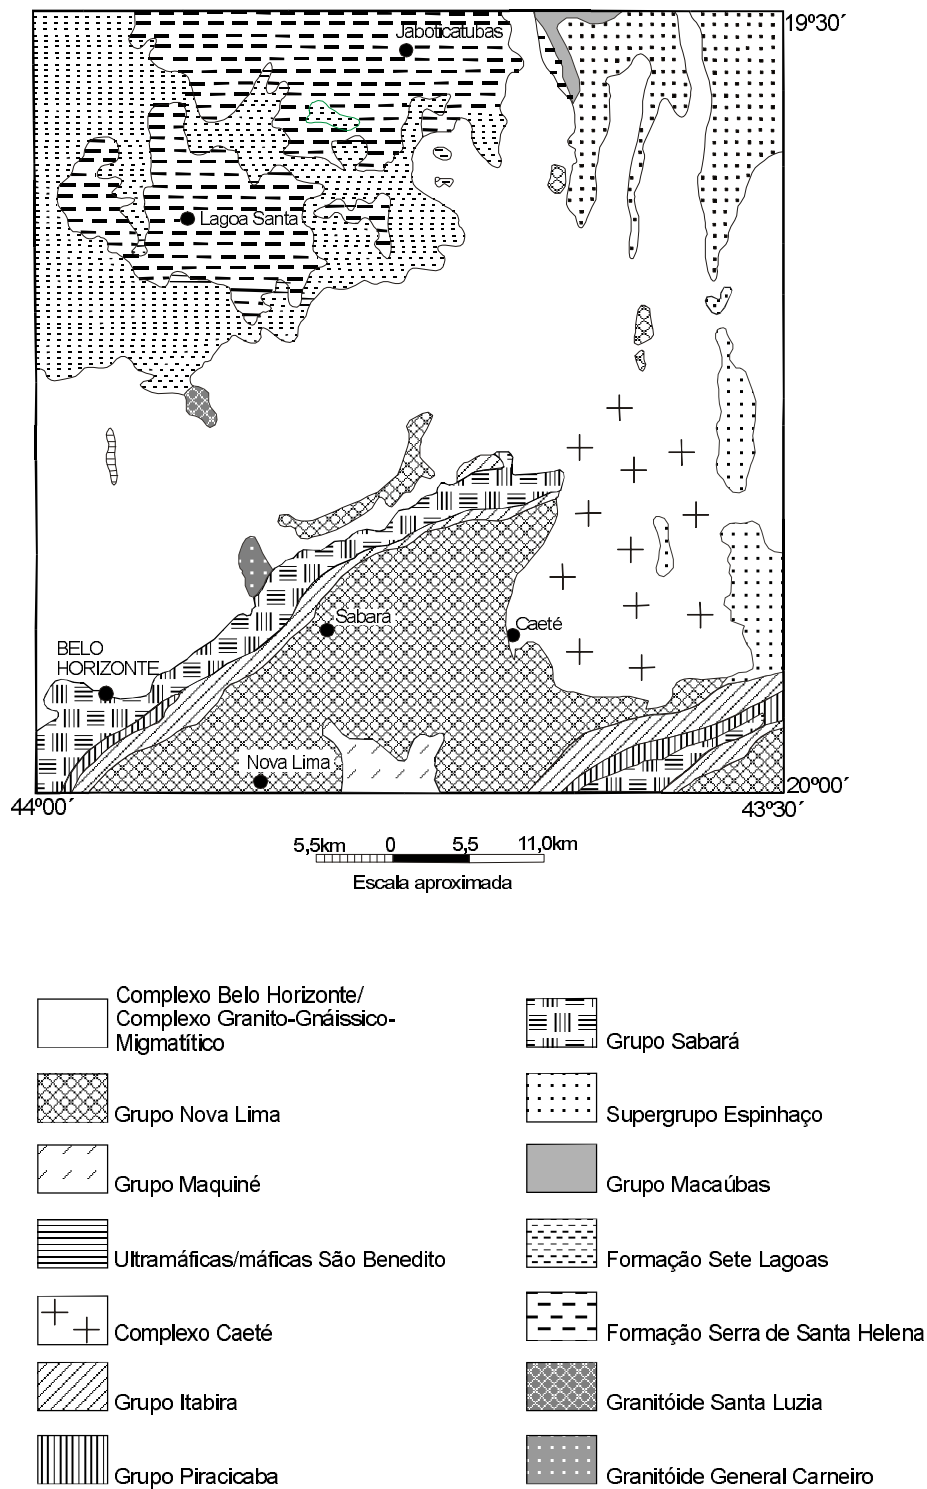 Jaboticatubas
19º30´
Lagoa Santa
Sabará
Caeté
BELO
HORIZONTE
Nova Lima
20º00´
44º00´
43º30´
5,5km 0 5,5 11,0km
Escala aproximada
Complexo Belo Horizonte/
Complexo Granito-Gnáissico-
Migmatítico
Grupo Nova Lima
Grupo Maquiné
Ultramáficas/máficas São Benedito
Complexo Caeté
Grupo Itabira
Grupo Piracicaba
Grupo Sabará
Supergrupo Espinhaço
Grupo Macaúbas
Formação Sete Lagoas
Formação Serra de Santa Helena
Granitóide Santa Luzia
Granitóide General Carneiro